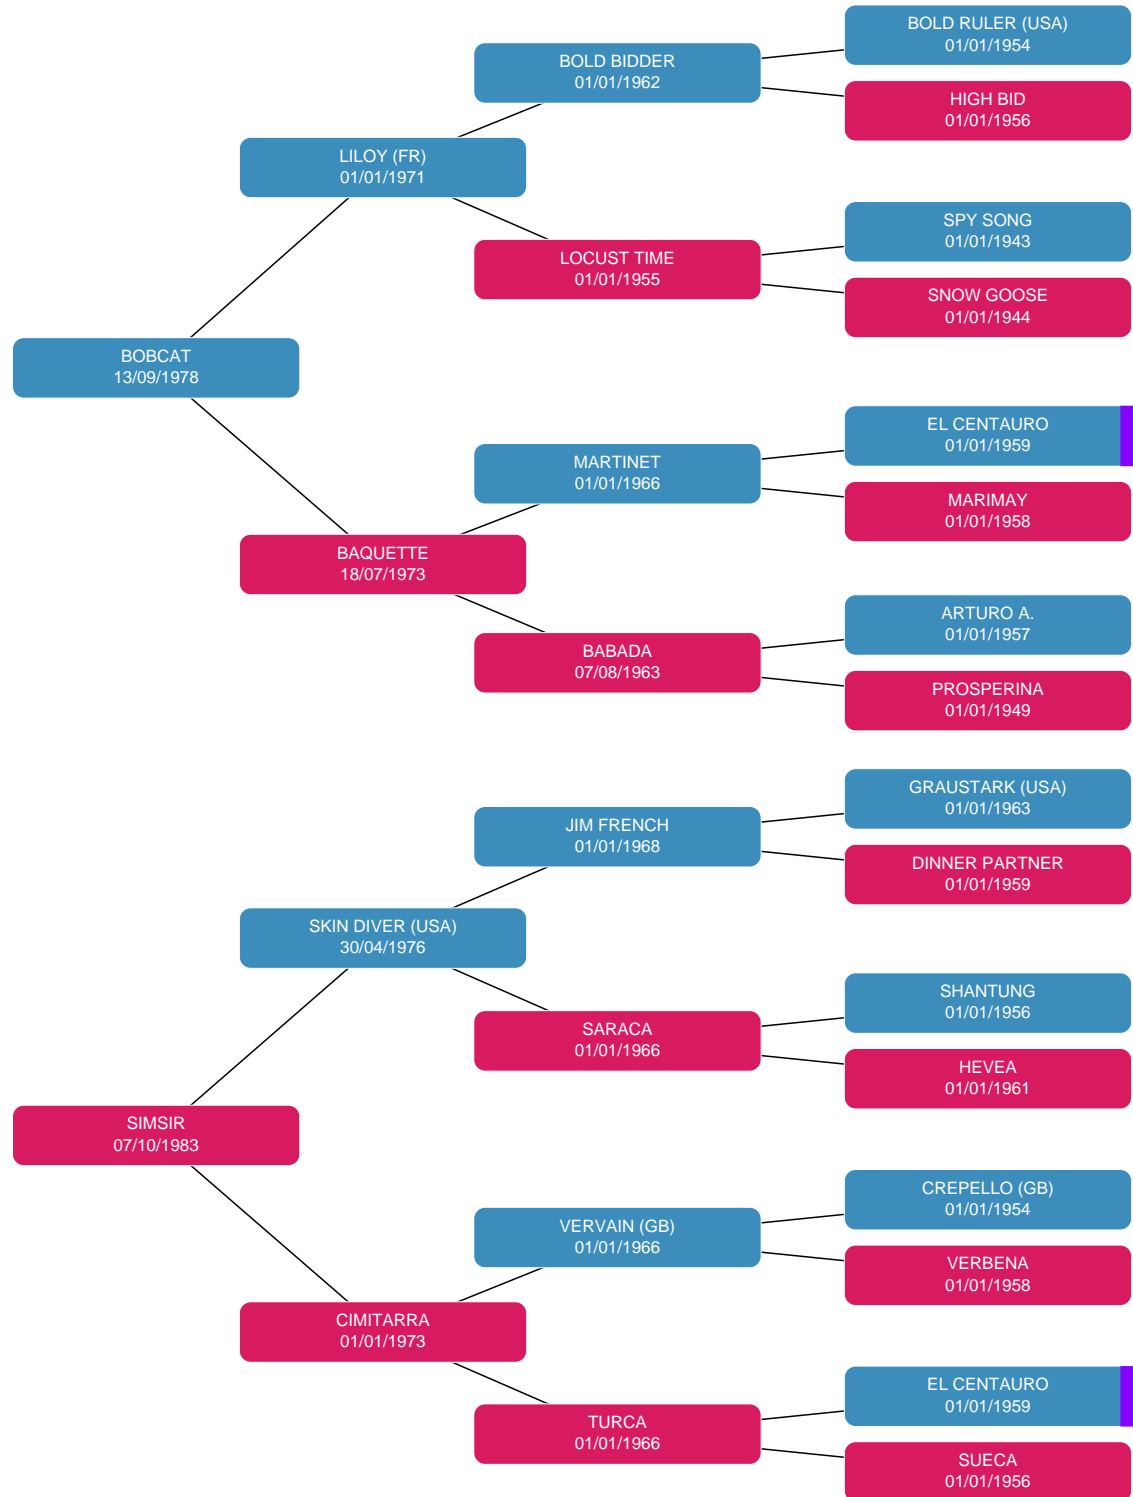 BOLD RULER (USA)
01/01/1954
BOLD BIDDER
01/01/1962
HIGH BID
01/01/1956
LILOY (FR)
01/01/1971
SPY SONG
01/01/1943
LOCUST TIME
01/01/1955
SNOW GOOSE
01/01/1944
BOBCAT
13/09/1978
EL CENTAURO
01/01/1959
MARTINET
01/01/1966
MARIMAY
01/01/1958
BAQUETTE
18/07/1973
ARTURO A.
01/01/1957
BABADA
07/08/1963
PROSPERINA
01/01/1949
GRAUSTARK (USA)
01/01/1963
JIM FRENCH
01/01/1968
DINNER PARTNER
01/01/1959
SKIN DIVER (USA)
30/04/1976
SHANTUNG
01/01/1956
SARACA
01/01/1966
HEVEA
01/01/1961
SIMSIR
07/10/1983
CREPELLO (GB)
01/01/1954
VERVAIN (GB)
01/01/1966
VERBENA
01/01/1958
CIMITARRA
01/01/1973
EL CENTAURO
01/01/1959
TURCA
01/01/1966
SUECA
01/01/1956